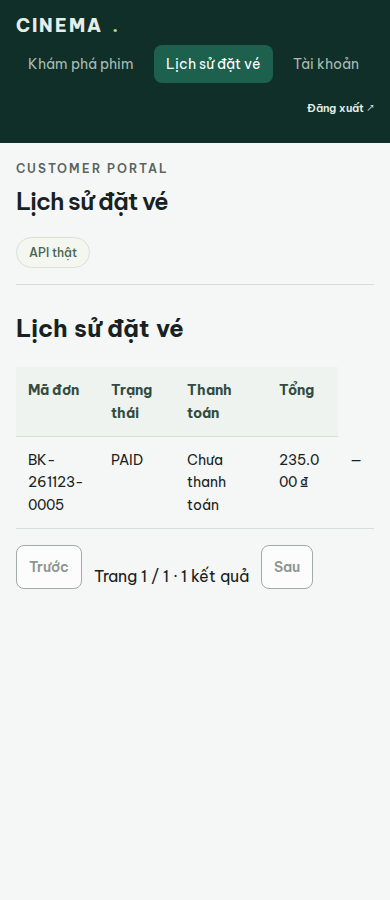 CINEMA .
Khám phá phim Lịch sử đặt vé Tài khoản
Đăng xuất ↗
CUSTOMER PORTAL
Lịch sử đặt vé
API thật
Lịch sử đặt vé
Mã đơn Trạng thái Thanh toán Tổng
BK-261123-0005 PAID Chưa thanh toán 235.000 ₫ —
Trước Trang 1 / 1 · 1 kết quả Sau